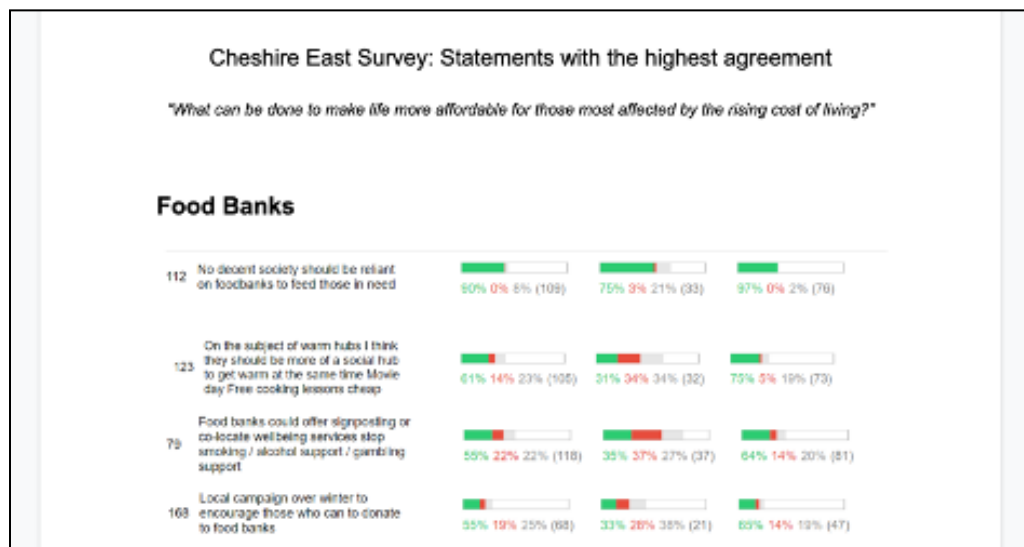 Cheshire East Survey: Statements with the highest agreement
"What can be done to make life more affordable for those most affected by the rising cost of living?"
Food Banks
112 No decent society should be reliant
on foodbanks to feed those in need
90% 0% 8% (109) 75% 3% 21% (33) 97% 0% 2% (76)
On the subject of warm hubs I think
they should be more of a social hub
123 to get warm at the same time Movie
day Free cooking lessons cheap
61% 14% 23% (105) 31% 34% 34% (32) 75% 5% 19% (73)
Food banks could offer signposting or
79 co-locate wellbeing services stop
smoking / alcohol support / gambling
support
55% 22% 22% (118) 35% 37% 27% (37) 64% 14% 20% (81)
Local campaign over winter to
168 encourage those who can to donate
to food banks
55% 19% 25% (68) 33% 28% 38% (21) 65% 14% 19% (47)